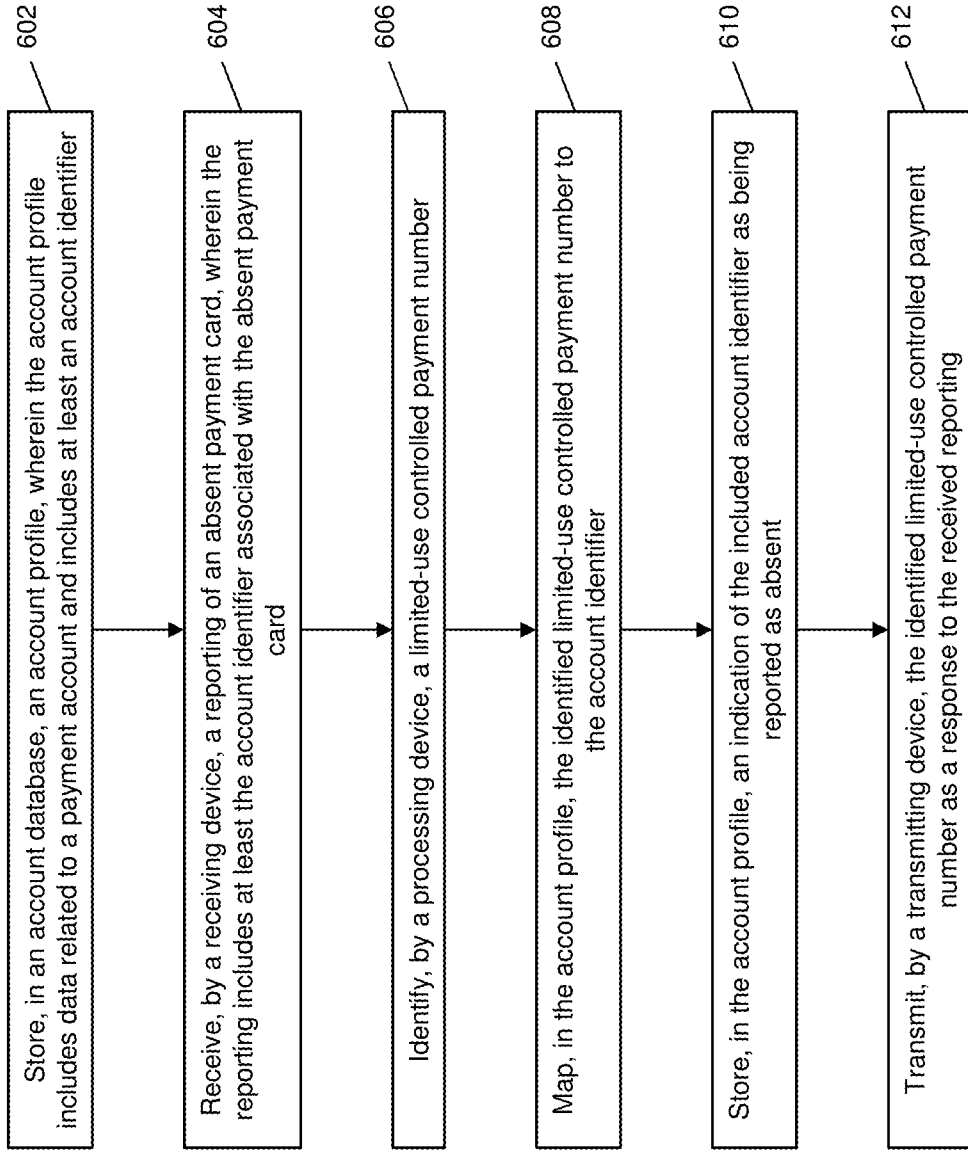 602
Store, in an account database, an account profile, wherein the account profile
includes data related to a payment account and includes at least an account identifier
604
Receive, by a receiving device, a reporting of an absent payment card, wherein the
reporting includes at least the account identifier associated with the absent payment
card
606
Identify, by a processing device, a limited-use controlled payment number
608
Map, in the account profile, the identified limited-use controlled payment number to
the account identifier
610
Store, in the account profile, an indication of the included account identifier as being
reported as absent
612
Transmit, by a transmitting device, the identified limited-use controlled payment
number as a response to the received reporting